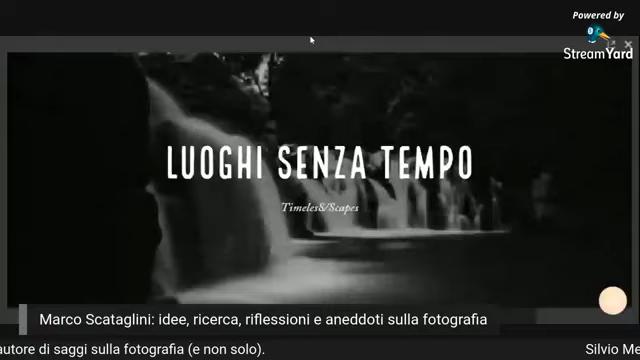 Powered by
StreamYard
LUOGHI SENZA TEMPO
Timeles&/Scapes
Marco Scataglini: idee, ricerca, riflessioni e aneddoti sulla fotografia
autore di saggi sulla fotografia (e non solo).
Silvio Me